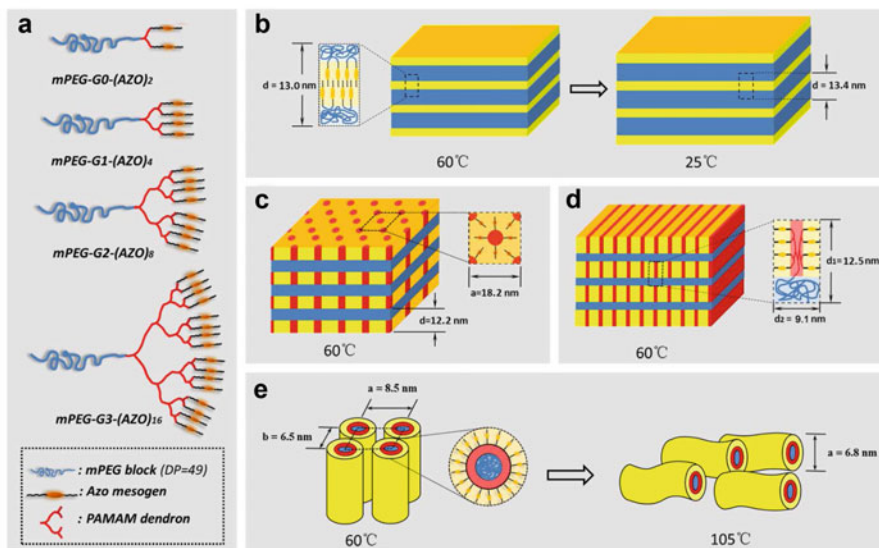 a
mPEG-G0-(AZO)2
mPEG-G1-(AZO)4
mPEG-G2-(AZO)8
mPEG-G3-(AZO)16
: mPEG block (DP=49)
: Azo mesogen
: PAMAM dendron
b
d = 13.0 nm
60℃
d = 13.4 nm
25℃
c
a=18.2 nm
d=12.2 nm
60℃
d
d1=12.5nm
d2 = 9.1 nm
60℃
e
a = 8.5 nm
b = 6.5 nm
60℃
a = 6.8 nm
105℃